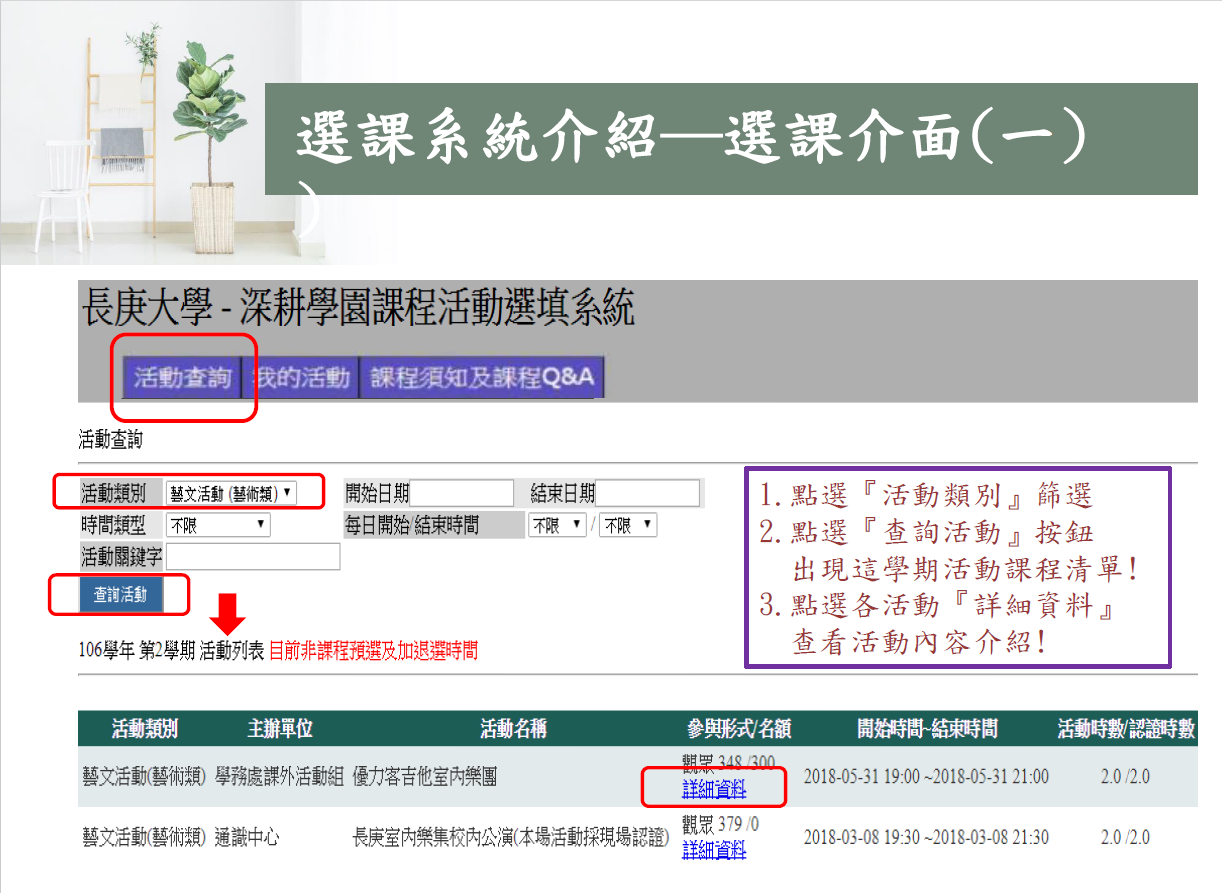 選課系統介紹—選課介面(一)
)
長庚大學 - 深耕學園課程活動選填系統
活動查詢 我的活動 課程須知及課程Q&A
活動查詢
活動類別 藝文活動 (藝術類) 開始日期 結束日期
時間類型 不限 每日開始/結束時間 不限 / 不限
活動關鍵字
查詢活動
106學年 第2學期 活動列表 目前非課程預選及加退選時間
1.點選『活動類別』篩選
2.點選『查詢活動』按鈕
出現這學期活動課程清單!
3.點選各活動『詳細資料』
查看活動內容介紹!
活動類別 主辦單位 活動名稱 參與形式/名額 開始時間~結束時間 活動時數/認證時數
藝文活動(藝術類) 學務處課外活動組 優力客吉他室內樂團 觀眾 348 /300 2018-05-31 19:00 ~2018-05-31 21:00 2.0 /2.0
詳細資料
藝文活動(藝術類) 通識中心 長庚室內樂集校內公演(本場活動採現場認證) 觀眾 379 /0 2018-03-08 19:30 ~2018-03-08 21:30 2.0 /2.0
詳細資料